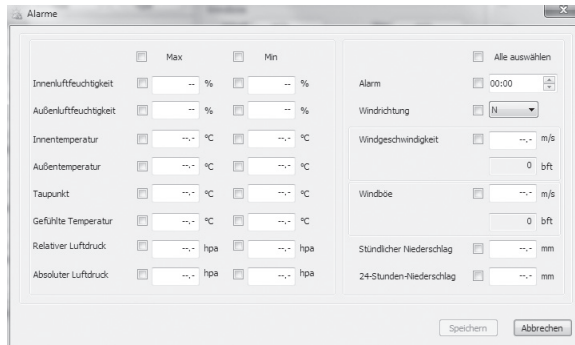 Alarme
Max Min
Innenluftfeuchtigkeit -- % -- %
Außenluftfeuchtigkeit -- % -- %
Innentemperatur --.- °C --.- °C
Außentemperatur --.- °C --.- °C
Taupunkt --.- °C --.- °C
Gefühlte Temperatur --.- °C --.- °C
Relativer Luftdruck --.- hpa --.- hpa
Absoluter Luftdruck --.- hpa --.- hpa
Alle auswählen
Alarm 00:00
Windrichtung N
Windgeschwindigkeit --.- m/s
0 bft
Windböe --.- m/s
0 bft
Stündlicher Niederschlag --.- mm
24-Stunden-Niederschlag --.- mm
Speichern Abbrechen